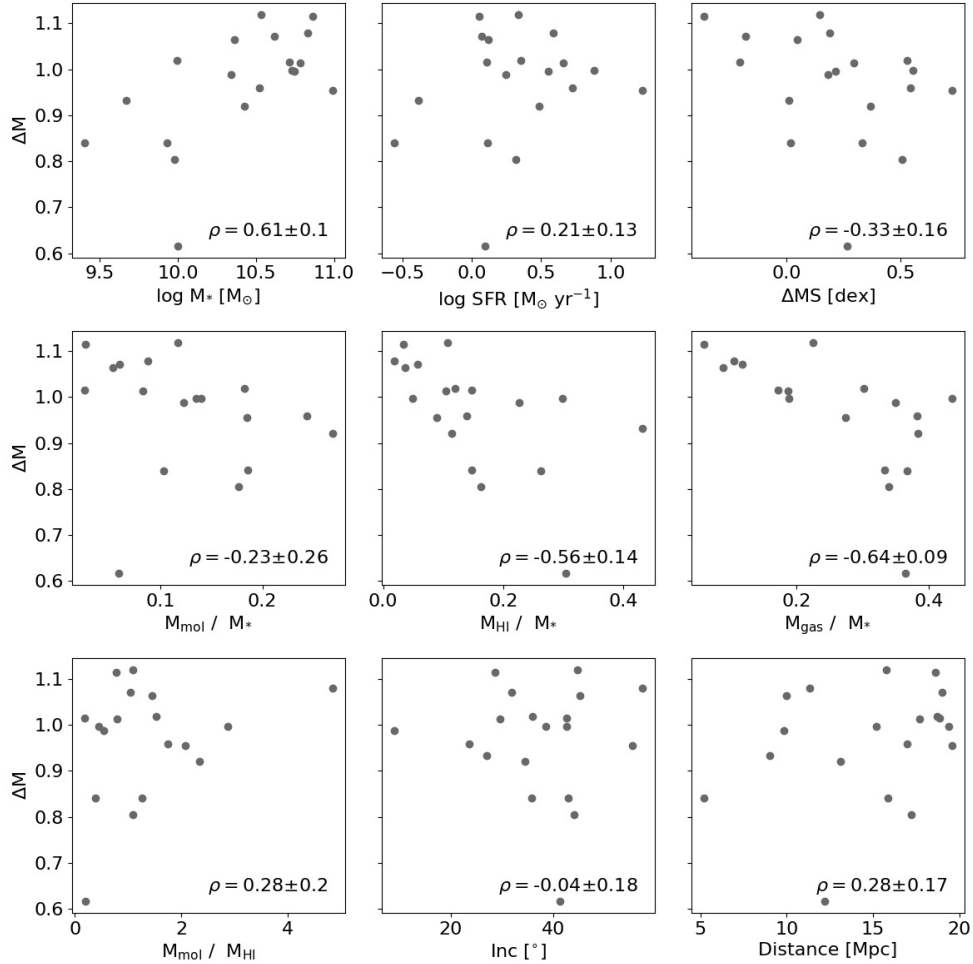 1.1
1.0
0.9
0.8
0.7
0.6
ΔM
ρ = 0.61±0.1
9.5 10.0 10.5 11.0
log M* [M⊙]
ρ = 0.21±0.13
−0.5 0.0 0.5 1.0
log SFR [M⊙ yr⁻¹]
ρ = -0.33±0.16
0.0 0.5
ΔMS [dex]
1.1
1.0
0.9
0.8
0.7
0.6
ΔM
ρ = -0.23±0.26
0.1 0.2
M_mol / M*
ρ = -0.56±0.14
0.0 0.2 0.4
M_HI / M*
ρ = -0.64±0.09
0.2 0.4
M_gas / M*
1.1
1.0
0.9
0.8
0.7
0.6
ΔM
ρ = 0.28±0.2
0 2 4
M_mol / M_HI
ρ = -0.04±0.18
20 40
Inc [°]
ρ = 0.28±0.17
5 10 15 20
Distance [Mpc]